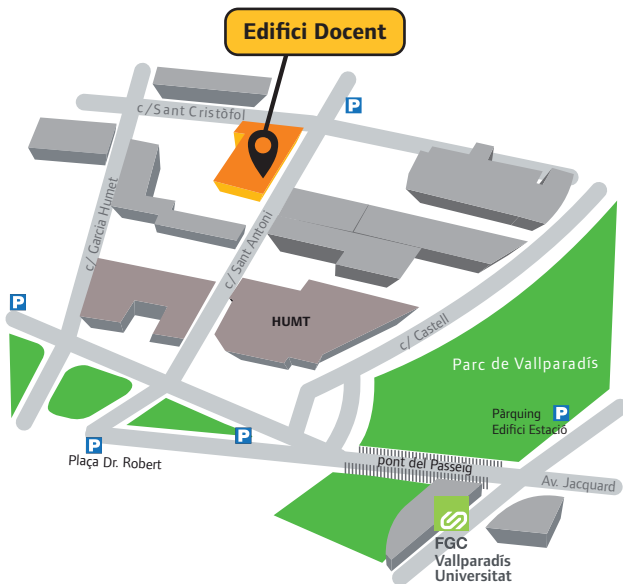 Edifici Docent
P
c/Sant Cristòfol
c/ Garcia Humet
c/ Sant Antoni
P
HUMT
c/ Castell
Parc de Vallparadís
Pàrquing P
Edifici Estació
P
P
Plaça Dr. Robert
pont del Passeig
Av. Jacquard
FGC
Vallparadís
Universitat